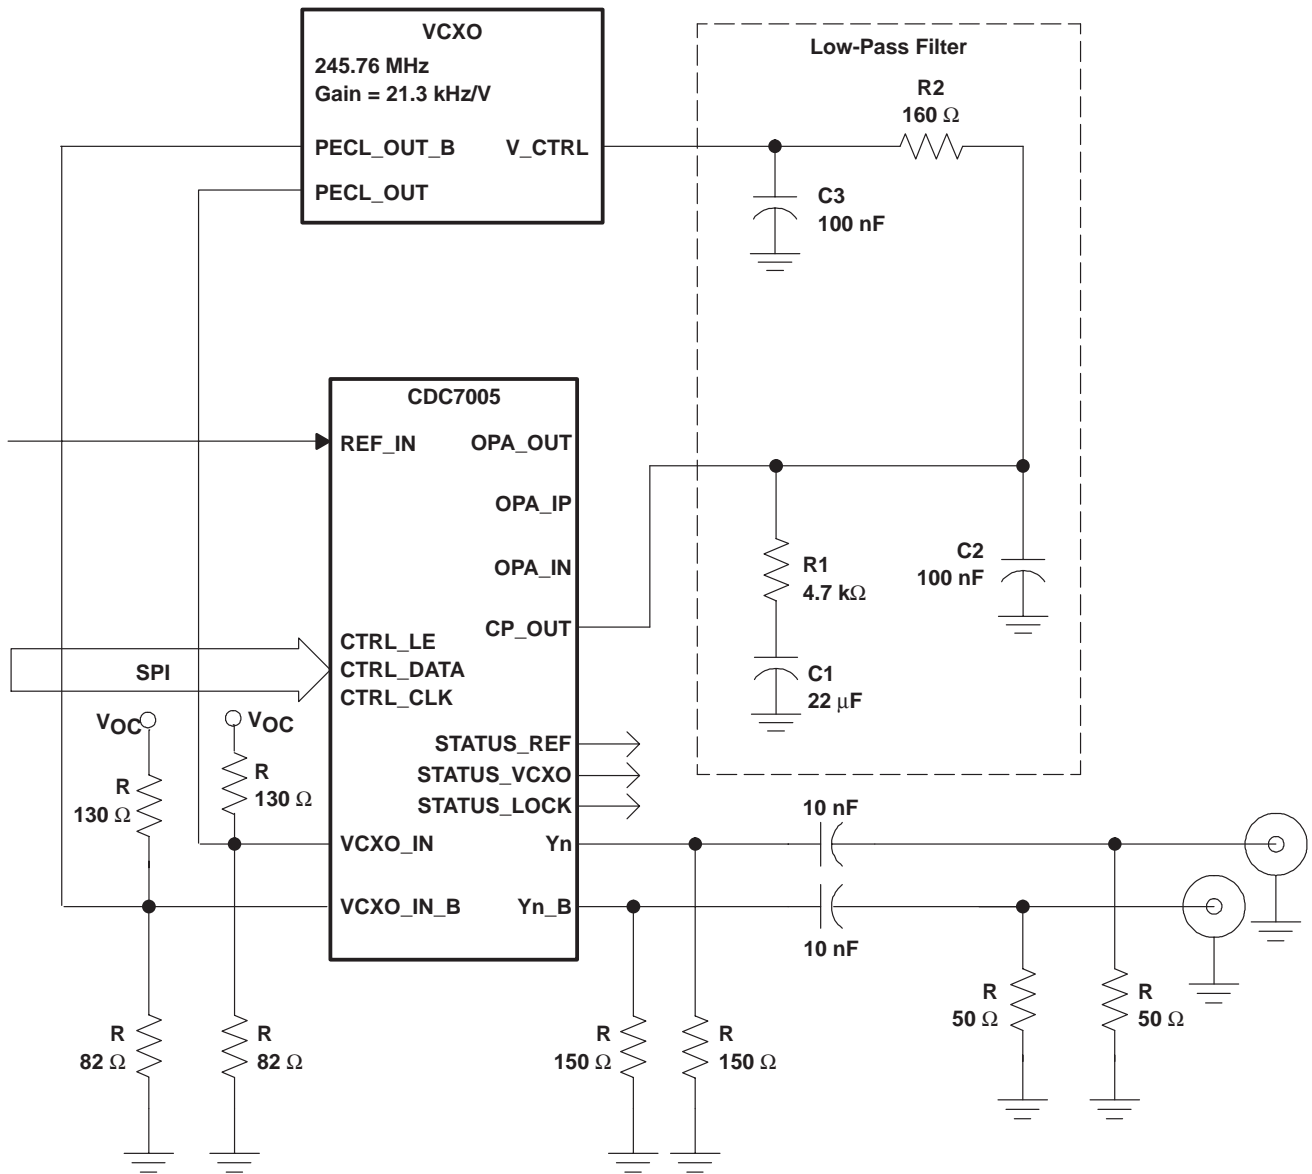 VCXO
245.76 MHz
Gain = 21.3 kHz/V
PECL_OUT_B
V_CTRL
PECL_OUT
Low-Pass Filter
R2
160 Ω
C3
100 nF
CDC7005
REF_IN
OPA_OUT
OPA_IP
OPA_IN
CP_OUT
R1
4.7 kΩ
C2
100 nF
C1
22 μF
SPI
CTRL_LE
CTRL_DATA
CTRL_CLK
VOC
VOC
R
130 Ω
R
130 Ω
STATUS_REF
STATUS_VCXO
STATUS_LOCK
VCXO_IN
Yn
VCXO_IN_B
Yn_B
10 nF
10 nF
R
82 Ω
R
82 Ω
R
150 Ω
R
150 Ω
R
50 Ω
R
50 Ω